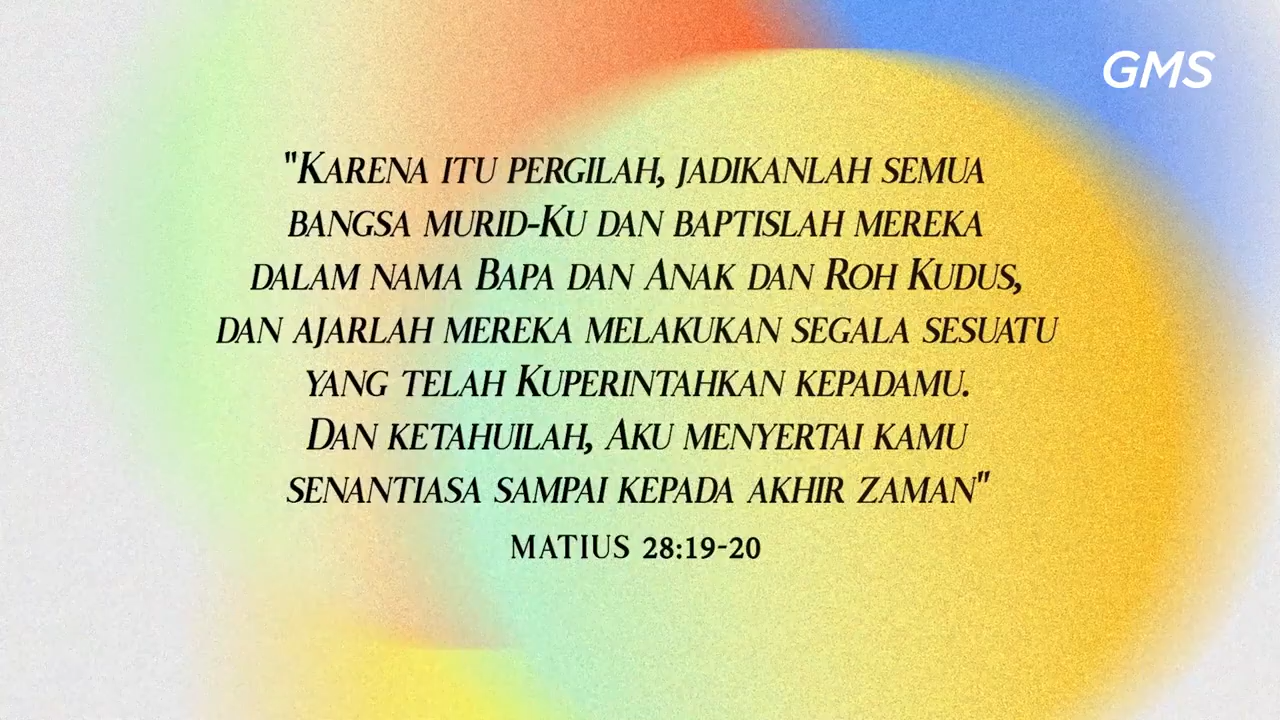 GMS
"Karena itu pergilah, jadikanlah semua
bangsa murid-Ku dan baptislah mereka
dalam nama Bapa dan Anak dan Roh Kudus,
dan ajarlah mereka melakukan segala sesuatu
yang telah Kuperintahkan kepadamu.
Dan ketahuilah, Aku menyertai kamu
senantiasa sampai kepada akhir zaman"
MATIUS 28:19-20